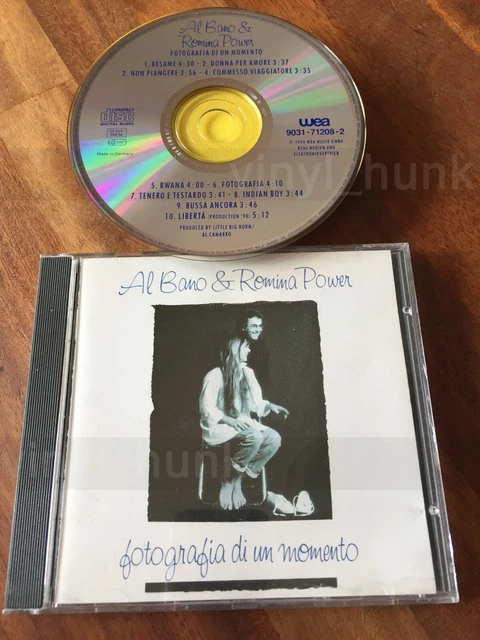 Al Bano &
Romina Power
FOTOGRAFIA DI UN MOMENTO
1. BESAME 4:30 - 2. DONNA PER AMORE 3:37
2. NON PIANGERE 3:56 - 4. COMMESSO VIAGGIATORE 3:35
COMPACT
disc
DIGITAL AUDIO
Made in Germany
wea
9031-71208-2
5. BWANA 4:00 - 6. FOTOGRAFIA 4:10
7. TENERO E TESTARDO 3:41 - 8. INDIAN BOY 3:44
9. BUSSA ANCORA 3:46
10. LIBERTÀ (PRODUCTION '90) 5:12
PRODUCED BY LITTLE BIG HORN/
AL CAMARRO
vinyl_hunk
Al Bano & Romina Power
fotografia di un momento